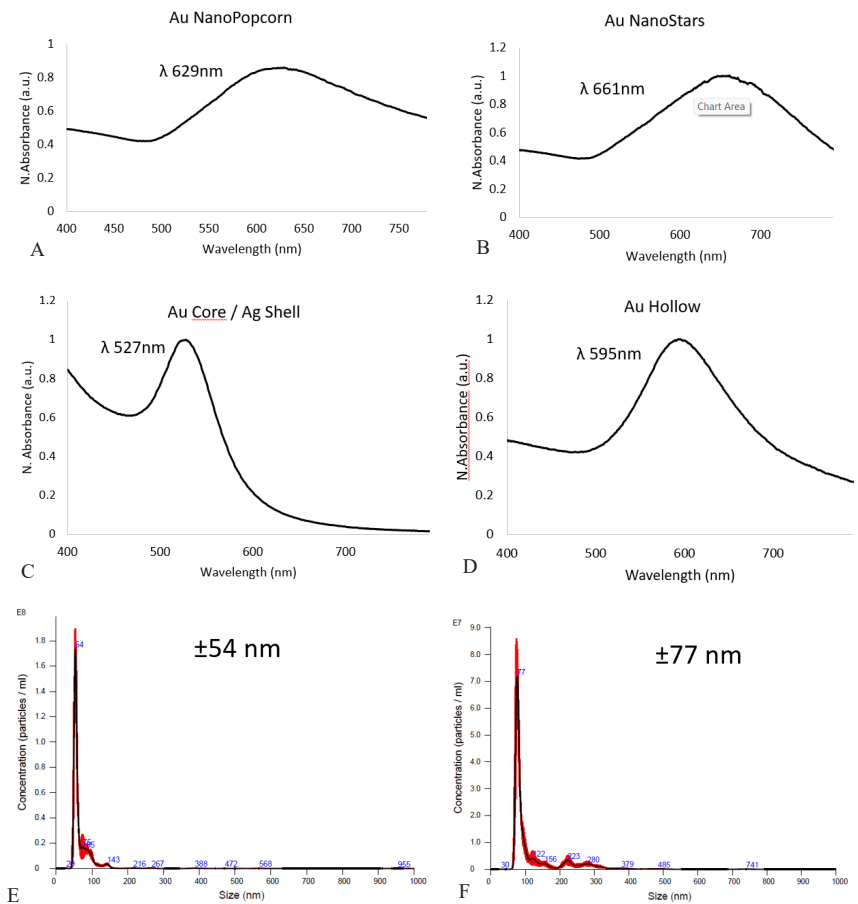 Au NanoPopcorn
λ 629nm
N.Absorbance (a.u.)
1
0.8
0.6
0.4
0.2
0
400 450 500 550 600 650 700 750
Wavelength (nm)
A
Au NanoStars
λ 661nm
Chart Area
N.Absorbance (a.u.)
1.2
1
0.8
0.6
0.4
0.2
0
400 500 600 700
Wavelength (nm)
B
Au Core / Ag Shell
λ 527nm
N. Absorbance (a.u.)
1.2
1
0.8
0.6
0.4
0.2
0
400 500 600 700
Wavelength (nm)
C
Au Hollow
λ 595nm
N.Absorbance (a.u.)
1.2
1
0.8
0.6
0.4
0.2
0
400 500 600 700
Wavelength (nm)
D
E8
±54 nm
Concentration (particles / ml)
1.8
1.6
1.4
1.2
1.0
0.8
0.6
0.4
0.2
0
54
143 216 267 388 472 568 955
0 100 200 300 400 500 600 700 800 900 1000
Size (nm)
E
E7
±77 nm
Concentration (particles / ml)
9.0
8.0
7.0
6.0
5.0
4.0
3.0
2.0
1.0
0
77
30 122 156 223 280 379 485 741
0 100 200 300 400 500 600 700 800 900 1000
Size (nm)
F